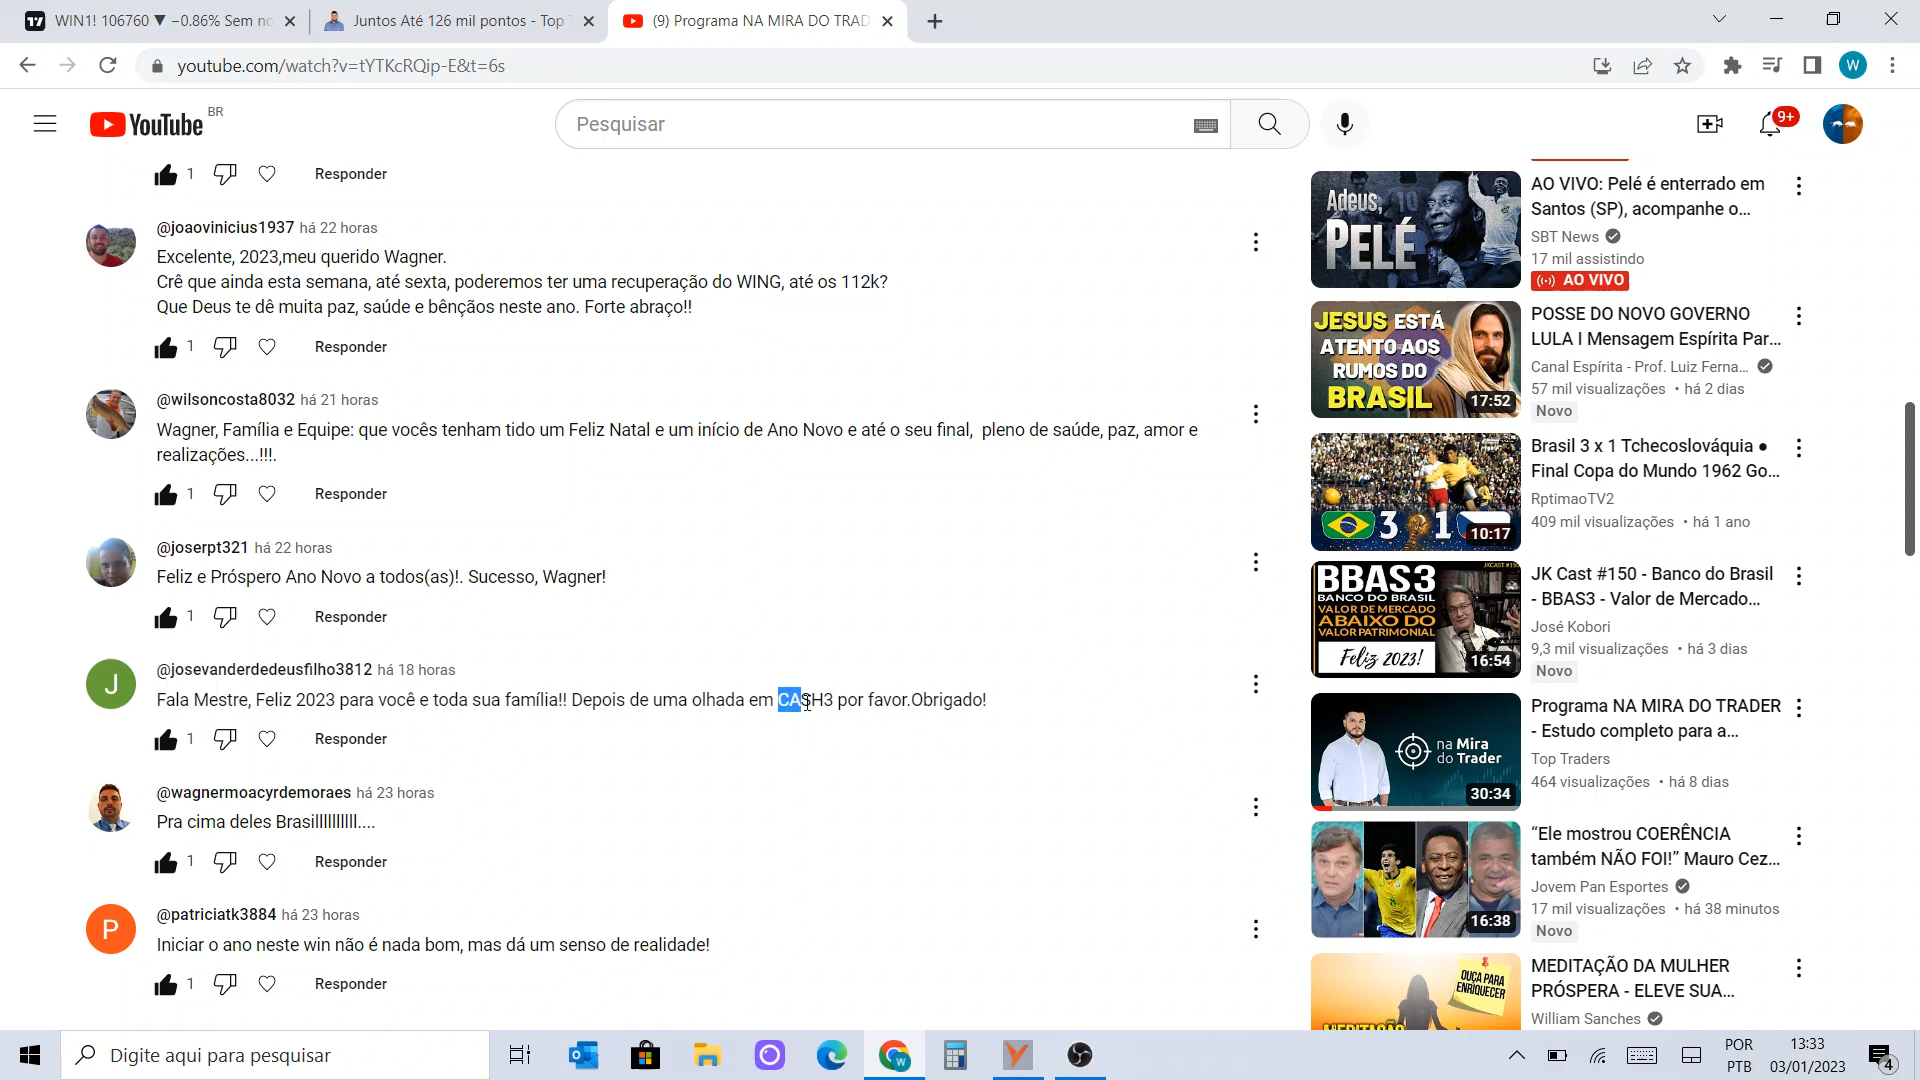 WIN1! 106760 ▼ −0.86% Sem no
Juntos Até 126 mil pontos - Top T
(9) Programa NA MIRA DO TRAD
youtube.com/watch?v=tYTKcRQip-E&t=6s
W
YouTube BR
Pesquisar
9+
1 Responder
@joaovinicius1937 há 22 horas
Excelente, 2023,meu querido Wagner.
Crê que ainda esta semana, até sexta, poderemos ter uma recuperação do WING, até os 112k?
Que Deus te dê muita paz, saúde e bênçãos neste ano. Forte abraço!!
1 Responder
@wilsoncosta8032 há 21 horas
Wagner, Família e Equipe: que vocês tenham tido um Feliz Natal e um início de Ano Novo e até o seu final, pleno de saúde, paz, amor e
realizações...!!!.
1 Responder
@joserpt321 há 22 horas
Feliz e Próspero Ano Novo a todos(as)!. Sucesso, Wagner!
1 Responder
J
@josevanderdedeusfilho3812 há 18 horas
Fala Mestre, Feliz 2023 para você e toda sua família!! Depois de uma olhada em CASH3 por favor.Obrigado!
1 Responder
@wagnermoacyrdemoraes há 23 horas
Pra cima deles Brasilllllllllll....
1 Responder
P
@patriciatk3884 há 23 horas
Iniciar o ano neste win não é nada bom, mas dá um senso de realidade!
1 Responder
Adeus,
PELÉ
AO VIVO: Pelé é enterrado em
Santos (SP), acompanhe o...
SBT News
17 mil assistindo
AO VIVO
JESUS ESTÁ
ATENTO AOS
RUMOS DO
BRASIL
17:52
POSSE DO NOVO GOVERNO
LULA I Mensagem Espírita Par...
Canal Espírita - Prof. Luiz Ferna...
57 mil visualizações • há 2 dias
Novo
3 1
10:17
Brasil 3 x 1 Tchecoslováquia ●
Final Copa do Mundo 1962 Go...
RptimaoTV2
409 mil visualizações • há 1 ano
JKCAST #150
BBAS3
BANCO DO BRASIL
VALOR DE MERCADO
ABAIXO DO
VALOR PATRIMONIAL
Feliz 2023!
16:54
JK Cast #150 - Banco do Brasil
- BBAS3 - Valor de Mercado...
José Kobori
9,3 mil visualizações • há 3 dias
Novo
na Mira
do Trader
30:34
Programa NA MIRA DO TRADER
- Estudo completo para a...
Top Traders
464 visualizações • há 8 dias
16:38
“Ele mostrou COERÊNCIA
também NÃO FOI!” Mauro Cez...
Jovem Pan Esportes
17 mil visualizações • há 38 minutos
Novo
OUÇA PARA
ENRIQUECER
MEDITAÇÃO DA MULHER
PRÓSPERA - ELEVE SUA...
William Sanches
Digite aqui para pesquisar
POR
PTB
13:33
03/01/2023
4